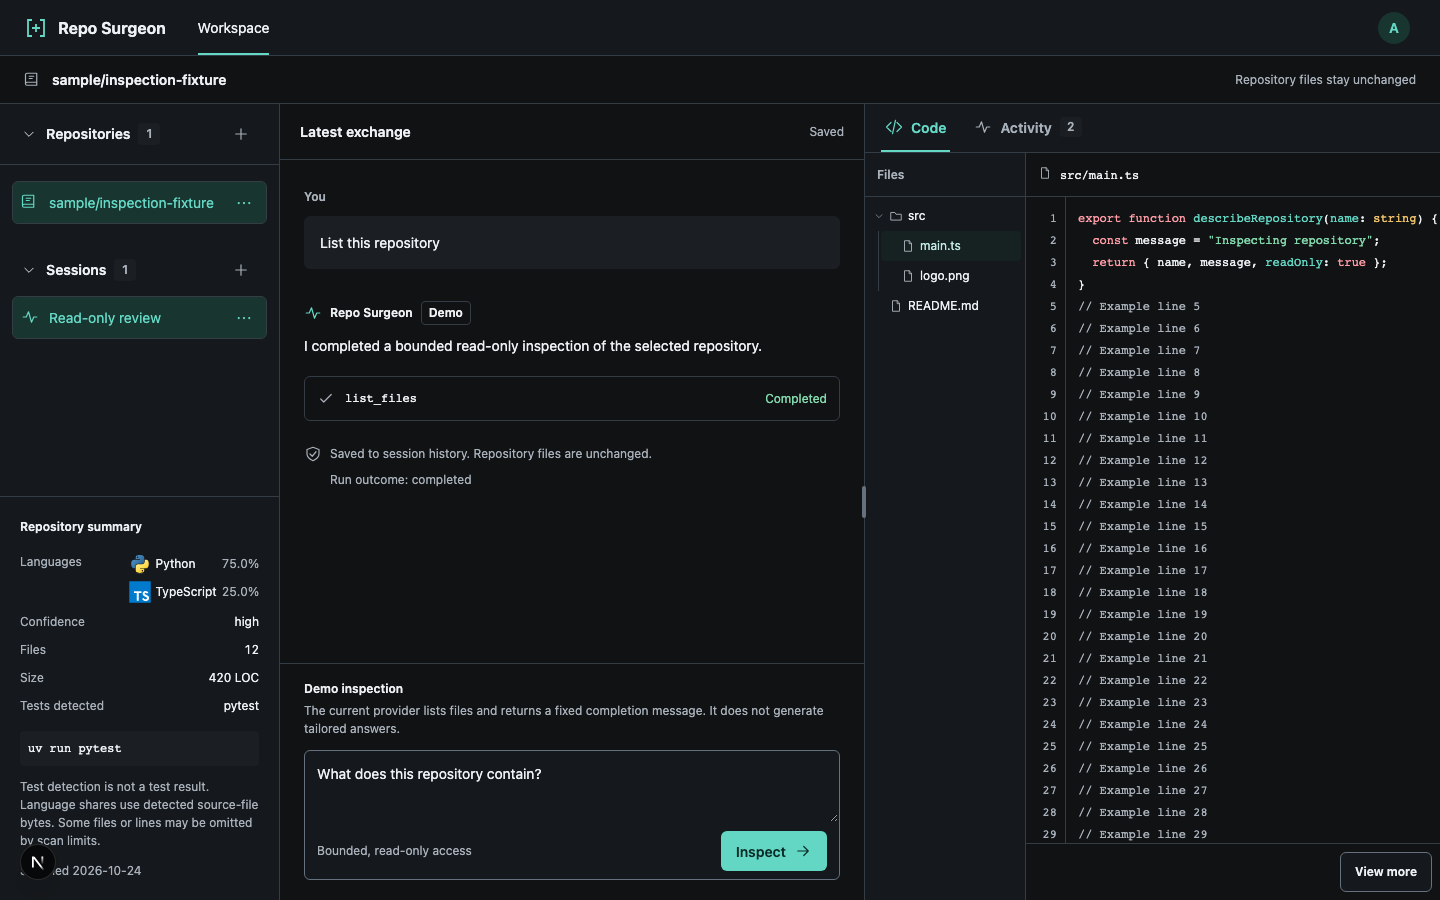 [+] Repo Surgeon
Workspace
A
sample/inspection-fixture
Repository files stay unchanged
Repositories 1
sample/inspection-fixture
Sessions 1
Read-only review
Repository summary
Languages Python 75.0%
TS TypeScript 25.0%
Confidence high
Files 12
Size 420 LOC
Tests detected pytest
uv run pytest
Test detection is not a test result.
Language shares use detected source-file
bytes. Some files or lines may be omitted
by scan limits.
N
2026-10-24
Latest exchange
Saved
You
List this repository
Repo Surgeon Demo
I completed a bounded read-only inspection of the selected repository.
list_files Completed
Saved to session history. Repository files are unchanged.
Run outcome: completed
Demo inspection
The current provider lists files and returns a fixed completion message. It does not generate
tailored answers.
What does this repository contain?
Bounded, read-only access
Inspect
Code
Activity 2
Files
src
main.ts
logo.png
README.md
src/main.ts
1 export function describeRepository(name: string) {
2 const message = "Inspecting repository";
3 return { name, message, readOnly: true };
4 }
5 // Example line 5
6 // Example line 6
7 // Example line 7
8 // Example line 8
9 // Example line 9
10 // Example line 10
11 // Example line 11
12 // Example line 12
13 // Example line 13
14 // Example line 14
15 // Example line 15
16 // Example line 16
17 // Example line 17
18 // Example line 18
19 // Example line 19
20 // Example line 20
21 // Example line 21
22 // Example line 22
23 // Example line 23
24 // Example line 24
25 // Example line 25
26 // Example line 26
27 // Example line 27
28 // Example line 28
29 // Example line 29
View more